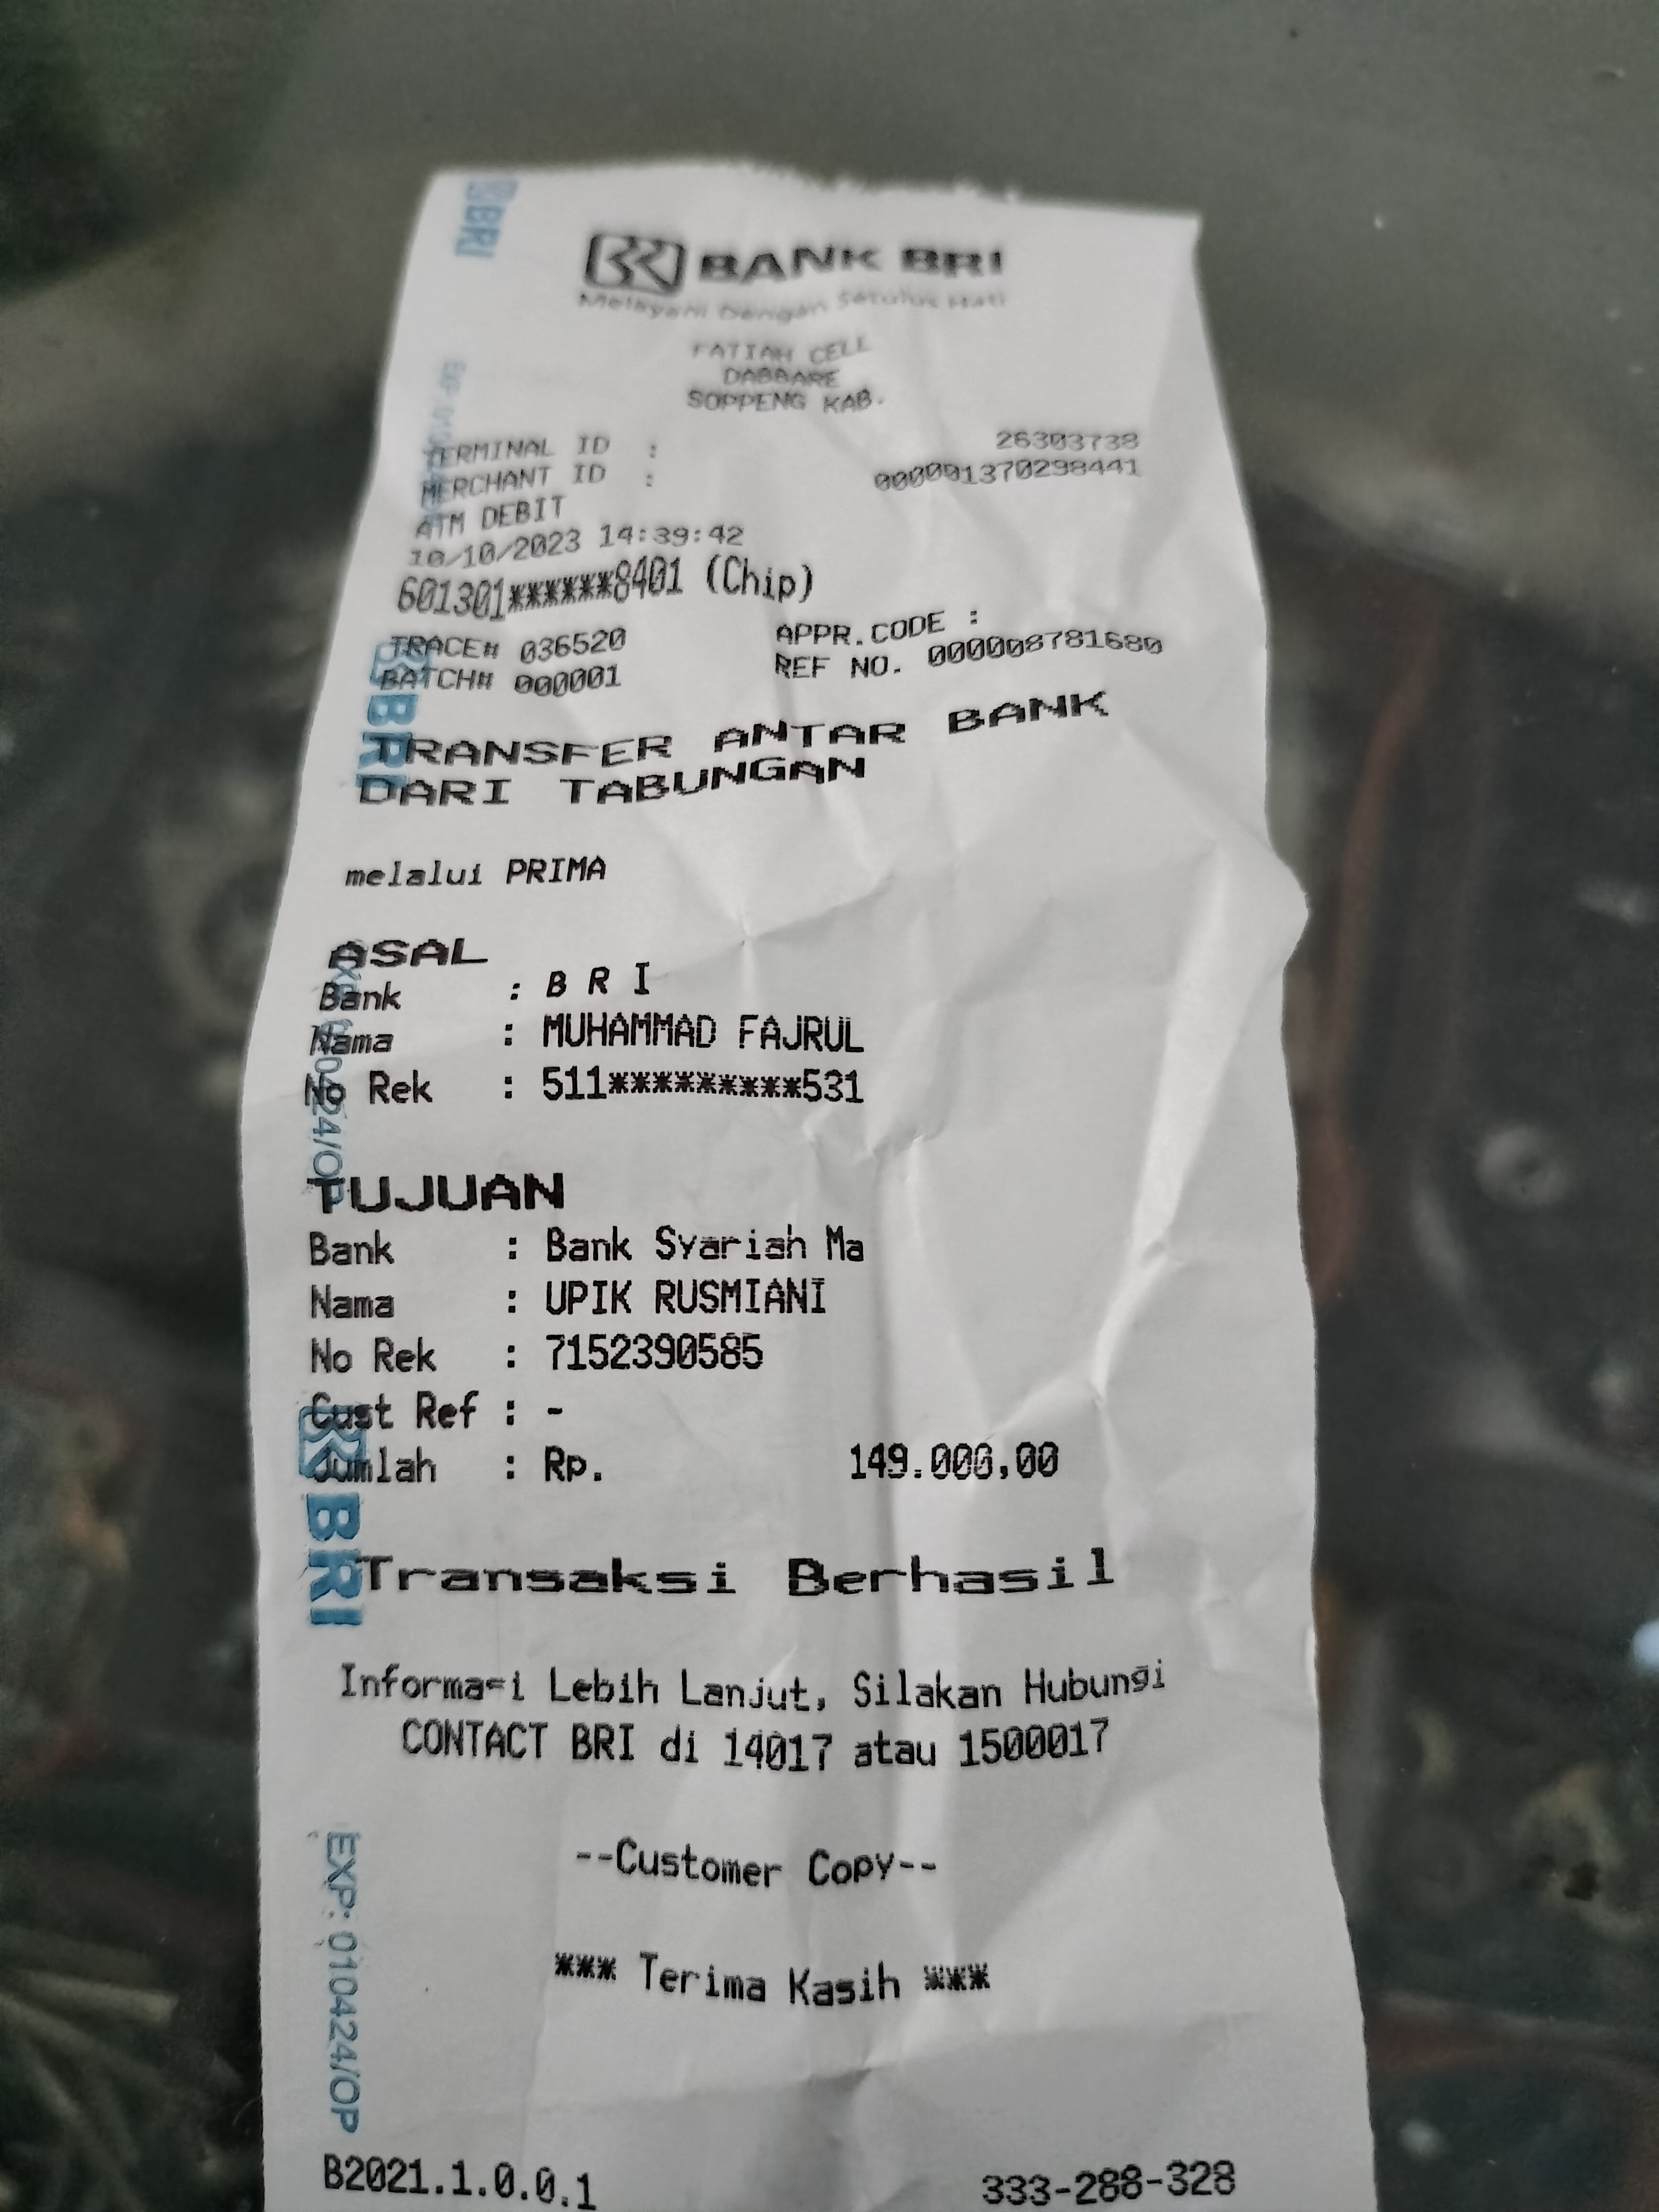 BANK BRI
Melayani Dengan Setulus Hati
FATIAH CELL
DABBARE
SOPPENG KAB.
TERMINAL ID : 26303738
MERCHANT ID : 000001370298441
ATM DEBIT
10/10/2023 14:39:42
601301******8401 (Chip)
TRACE# 036520 APPR.CODE :
BATCH# 000001 REF NO. 000008781680
TRANSFER ANTAR BANK
DARI TABUNGAN
melalui PRIMA
ASAL
Bank : B R I
Nama : MUHAMMAD FAJRUL
No Rek : 511*********531
TUJUAN
Bank : Bank Syariah Ma
Nama : UPIK RUSMIANI
No Rek : 7152390585
Cust Ref : -
Jumlah : Rp. 149.000,00
Transaksi Berhasil
Informasi Lebih Lanjut, Silakan Hubungi
CONTACT BRI di 14017 atau 1500017
--Customer Copy--
*** Terima Kasih ***
B2021.1.0.0.1 333-288-328
BRI
BRI
BRI
EXP: 010424/OP